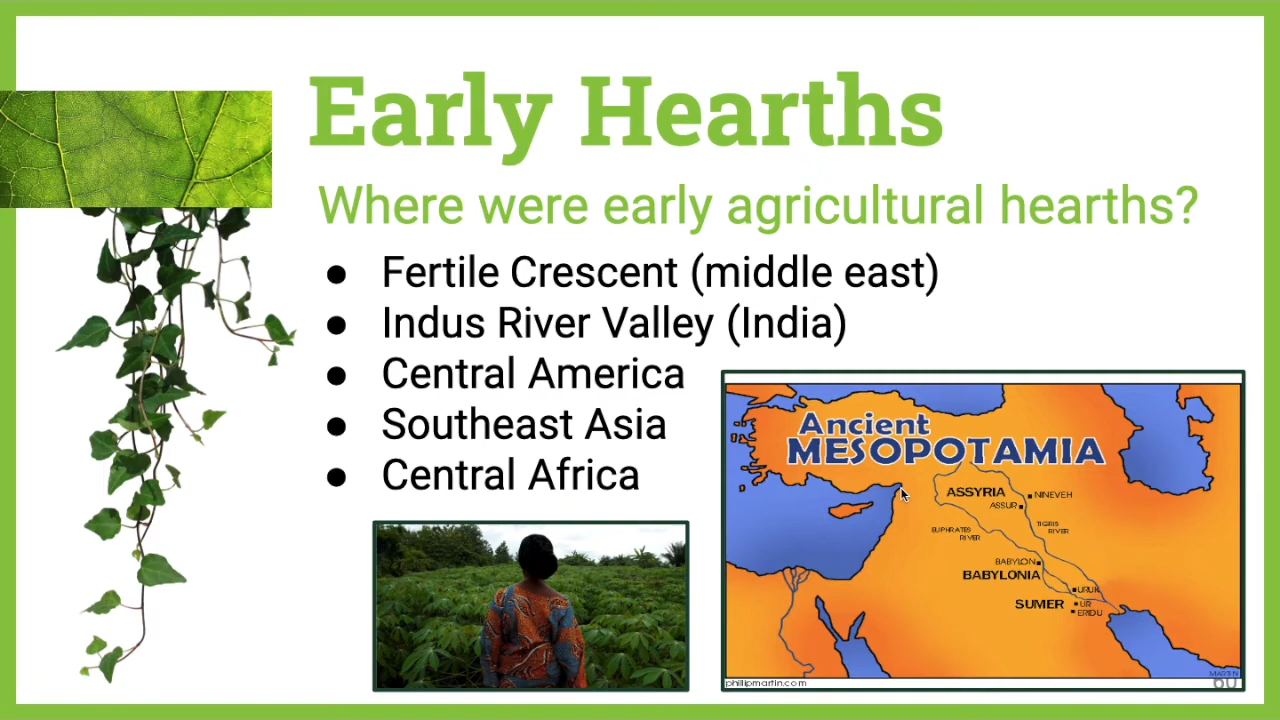 Early Hearths
Where were early agricultural hearths?
● Fertile Crescent (middle east)
● Indus River Valley (India)
● Central America
● Southeast Asia
● Central Africa
Ancient
MESOPOTAMIA
ASSYRIA
NINEVEH
ASSUR
TIGRIS
RIVER
EUPHRATES
RIVER
BABYLON
BABYLONIA
URUK
SUMER
UR
ERIDU
MARTIN
phillipmartin.com
60